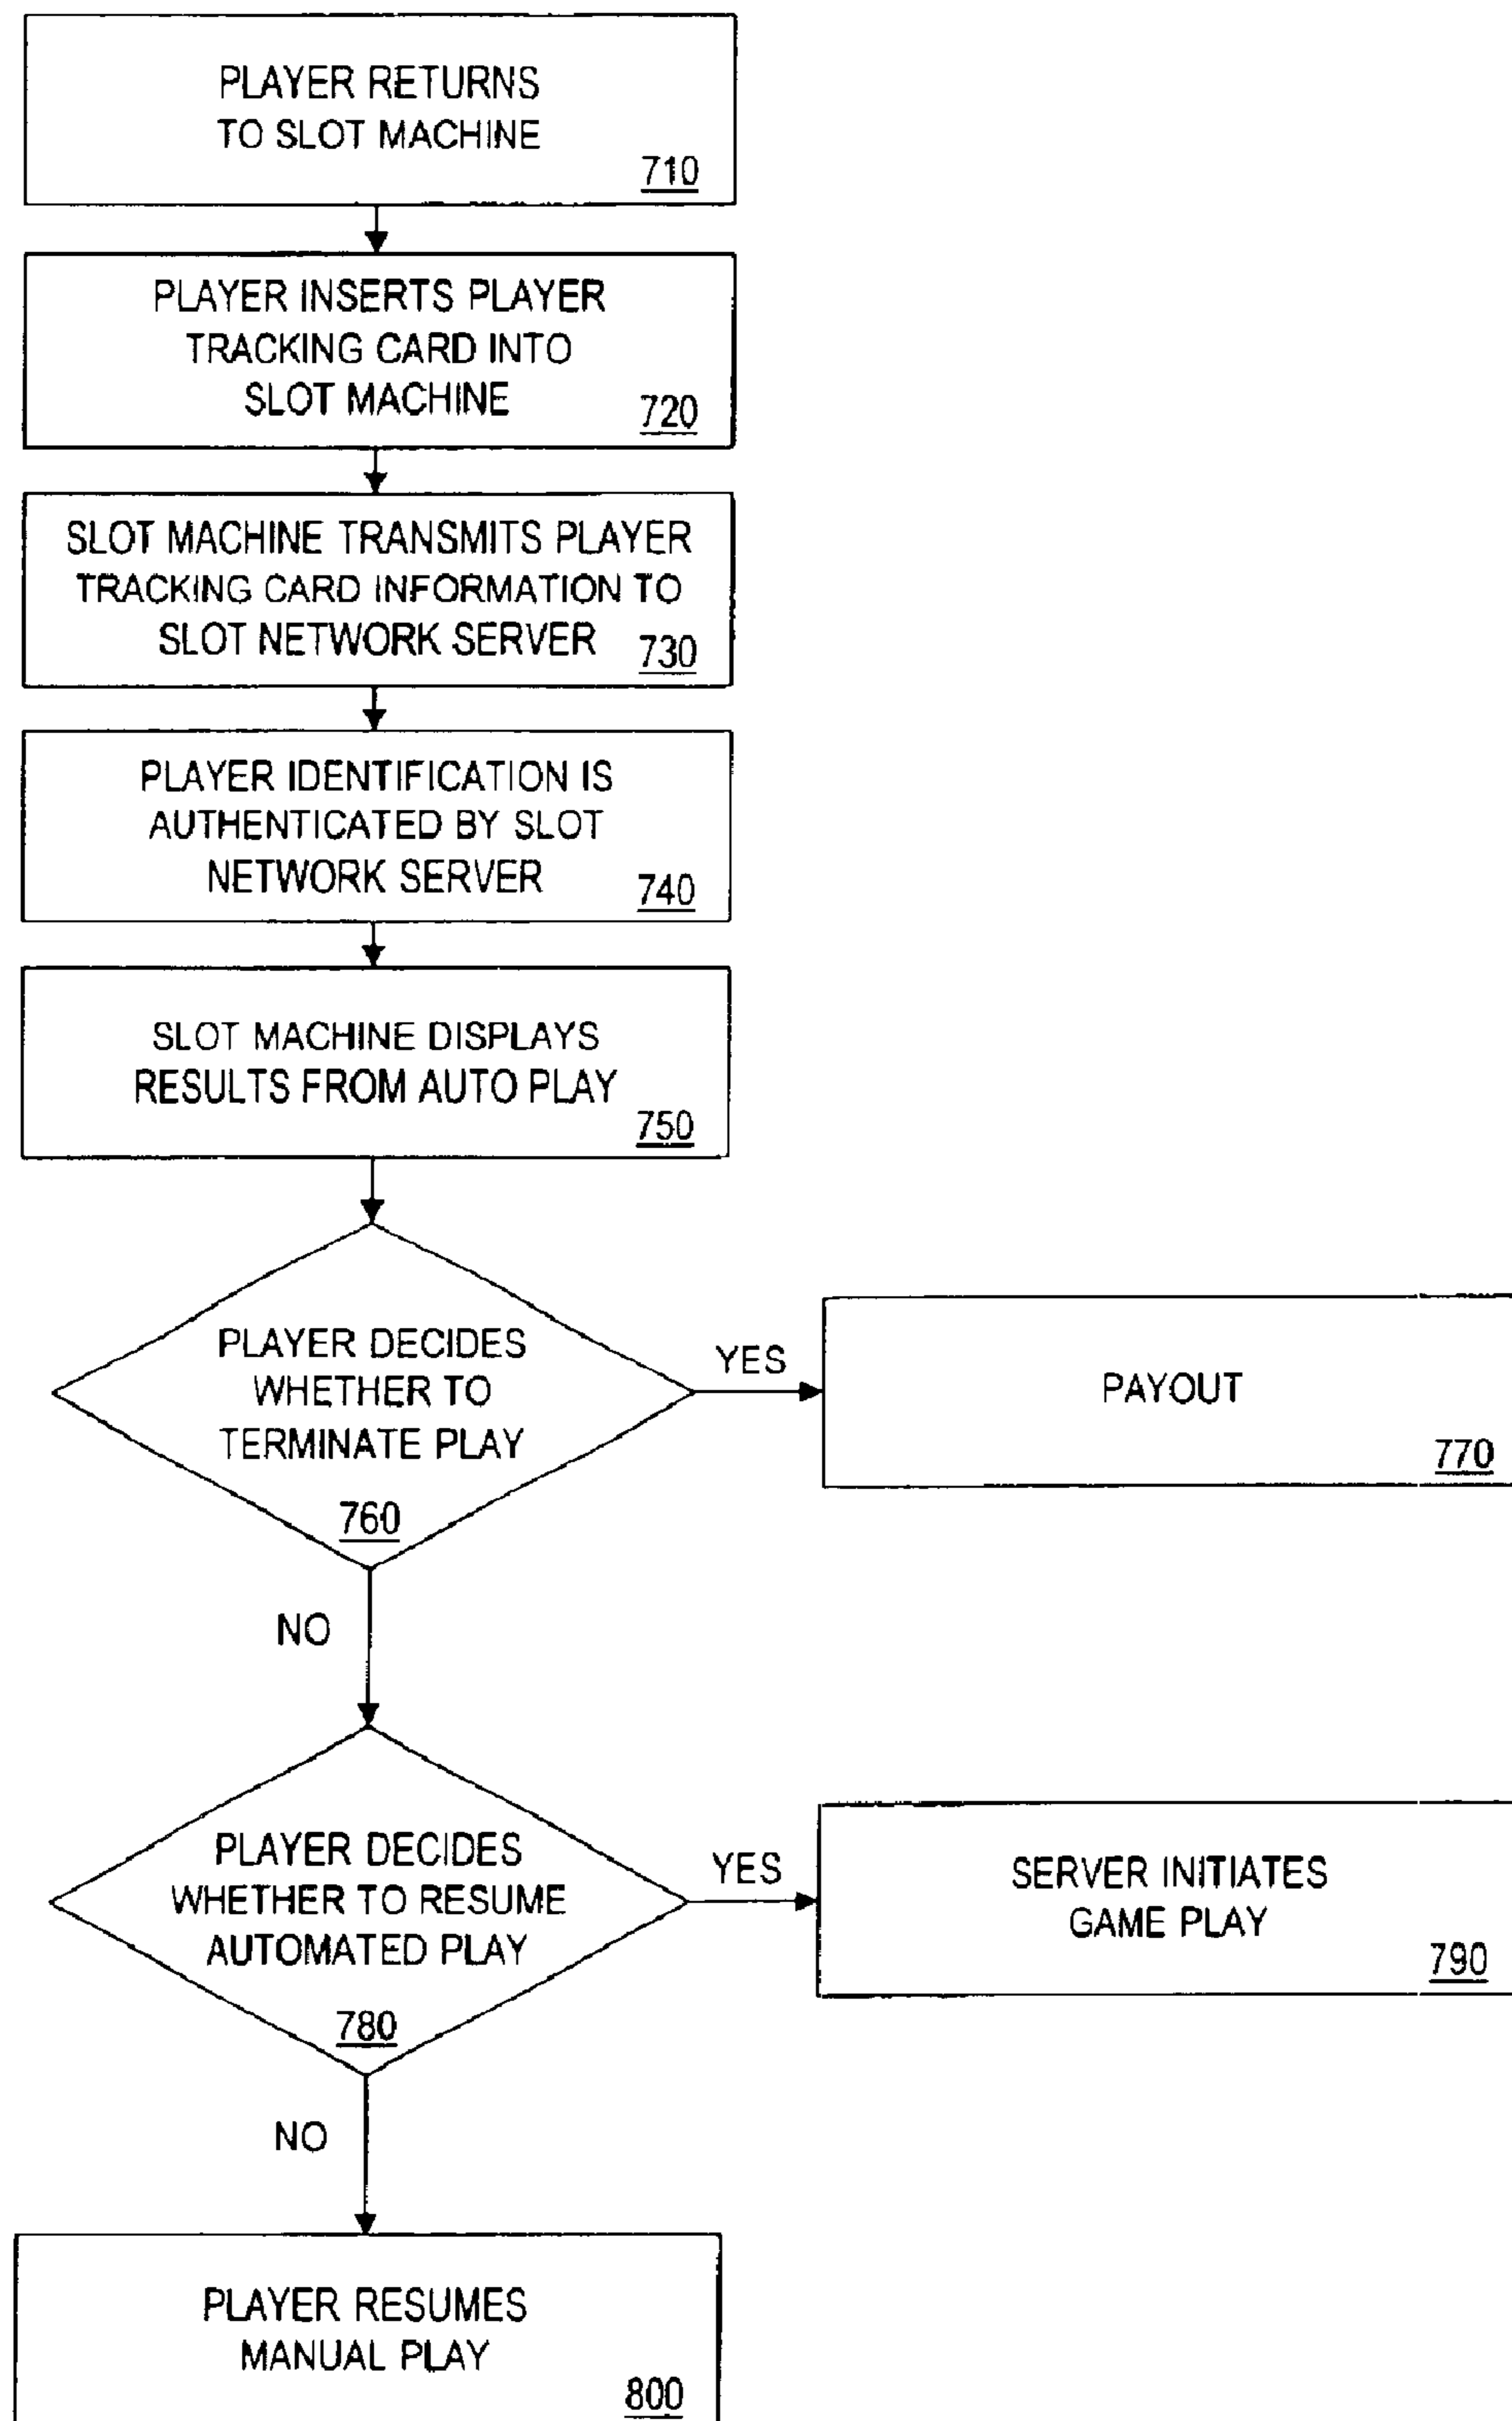 PLAYER RETURNS
TO SLOT MACHINE
710
PLAYER INSERTS PLAYER
TRACKING CARD INTO
SLOT MACHINE
720
SLOT MACHINE TRANSMITS PLAYER
TRACKING CARD INFORMATION TO
SLOT NETWORK SERVER
730
PLAYER IDENTIFICATION IS
AUTHENTICATED BY SLOT
NETWORK SERVER
740
SLOT MACHINE DISPLAYS
RESULTS FROM AUTO PLAY
750
PLAYER DECIDES
WHETHER TO
TERMINATE PLAY
760
YES
PAYOUT
770
NO
PLAYER DECIDES
WHETHER TO RESUME
AUTOMATED PLAY
780
YES
SERVER INITIATES
GAME PLAY
790
NO
PLAYER RESUMES
MANUAL PLAY
800